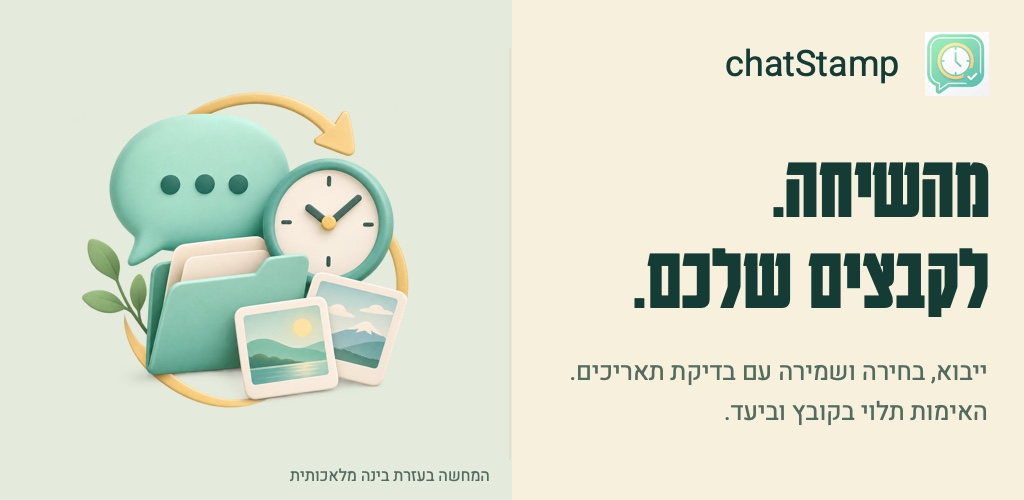 chatStamp
מהשיחה.
לקבצים שלכם.
ייבוא, בחירה ושמירה עם בדיקת תאריכים.
האימות תלוי בקובץ וביעד.
המחשה בעזרת בינה מלאכותית